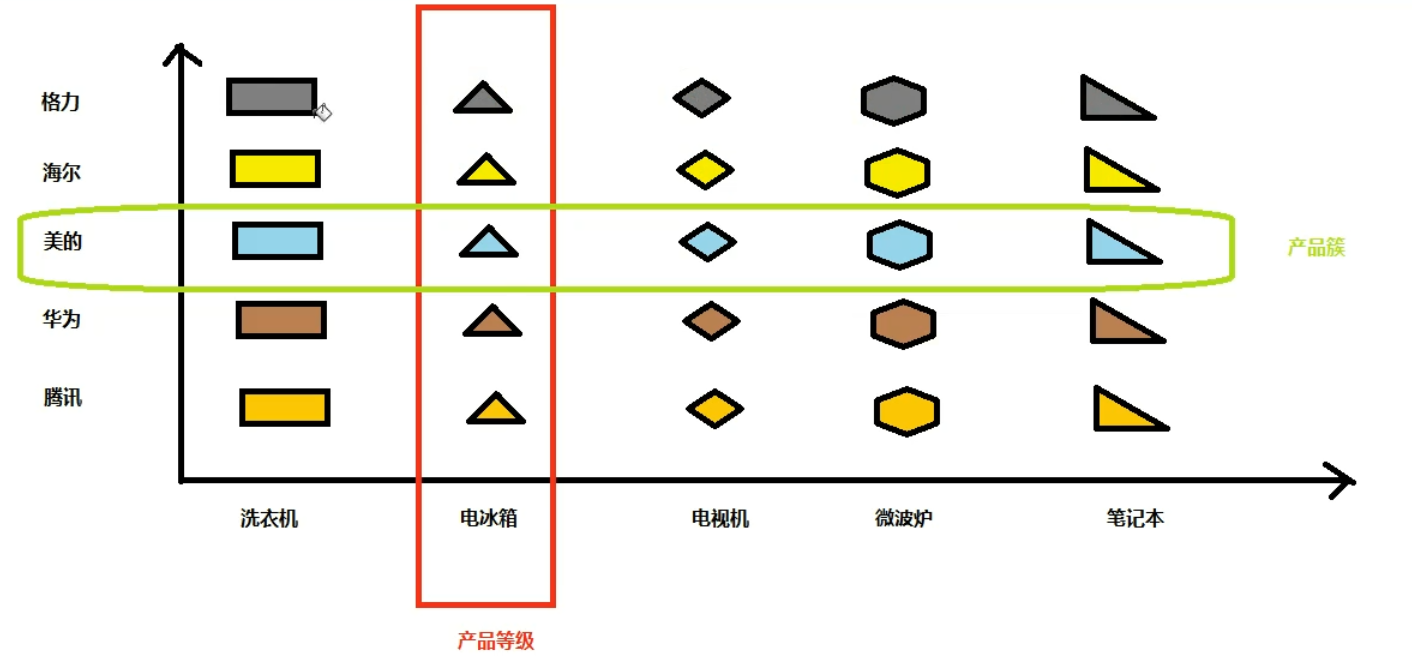 格力
海尔
美的
产品簇
华为
腾讯
洗衣机
电冰箱
电视机
微波炉
笔记本
产品等级